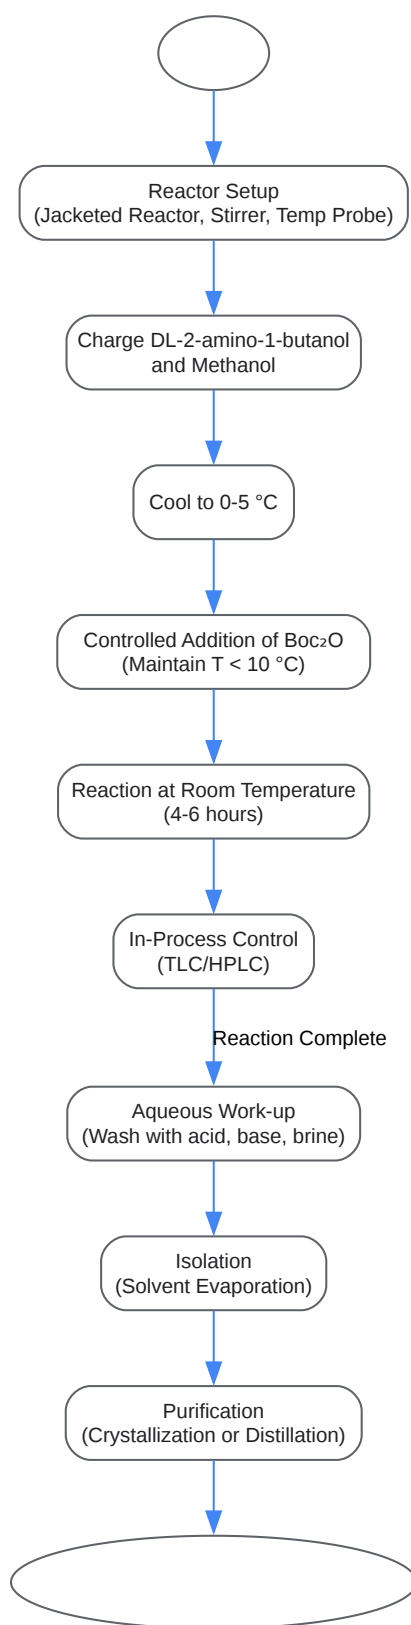 Reactor Setup
(Jacketed Reactor, Stirrer, Temp Probe)
Charge DL-2-amino-1-butanol
and Methanol
Cool to 0-5 °C
Controlled Addition of Boc₂O
(Maintain T < 10 °C)
Reaction at Room Temperature
(4-6 hours)
In-Process Control
(TLC/HPLC)
Reaction Complete
Aqueous Work-up
(Wash with acid, base, brine)
Isolation
(Solvent Evaporation)
Purification
(Crystallization or Distillation)